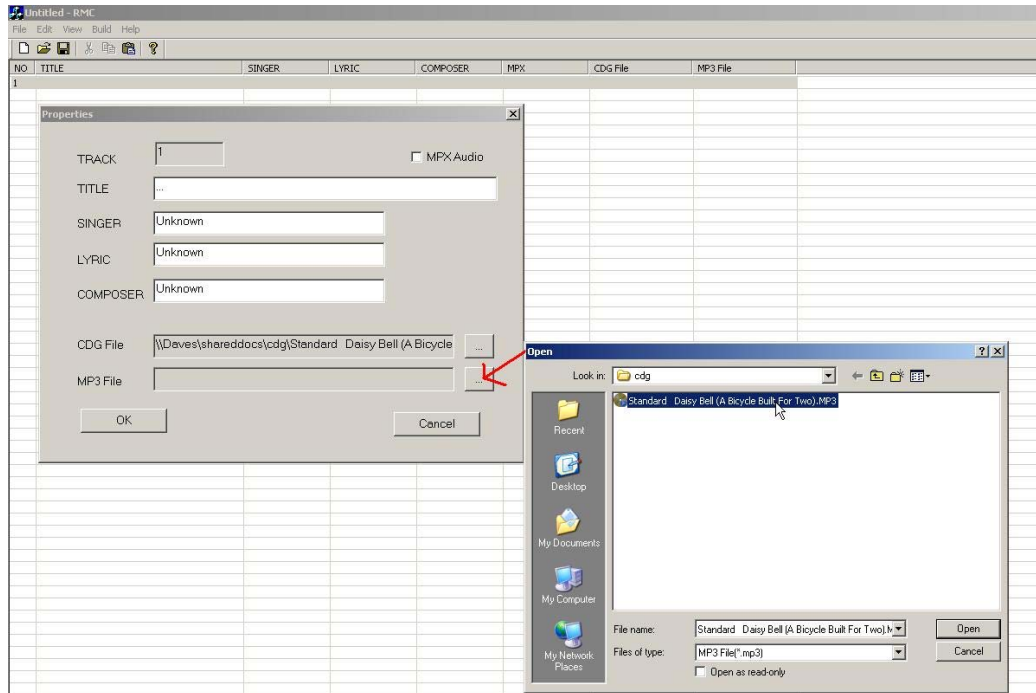 Untitled - RMC
File Edit View Build Help
NO TITLE SINGER LYRIC COMPOSER MPX CDG File MP3 File
1
Properties
TRACK 1 MPX Audio
TITLE ...
SINGER Unknown
LYRIC Unknown
COMPOSER Unknown
CDG File \\Daves\shareddocs\cdg\Standard Daisy Bell (A Bicycle ...
MP3 File ...
OK Cancel
Open
Look in: cdg
Standard Daisy Bell (A Bicycle Built For Two).MP3
Recent
Desktop
My Documents
My Computer
My Network
Places
File name: Standard Daisy Bell (A Bicycle Built For Two).M Open
Files of type: MP3 File(*.mp3) Cancel
Open as read-only